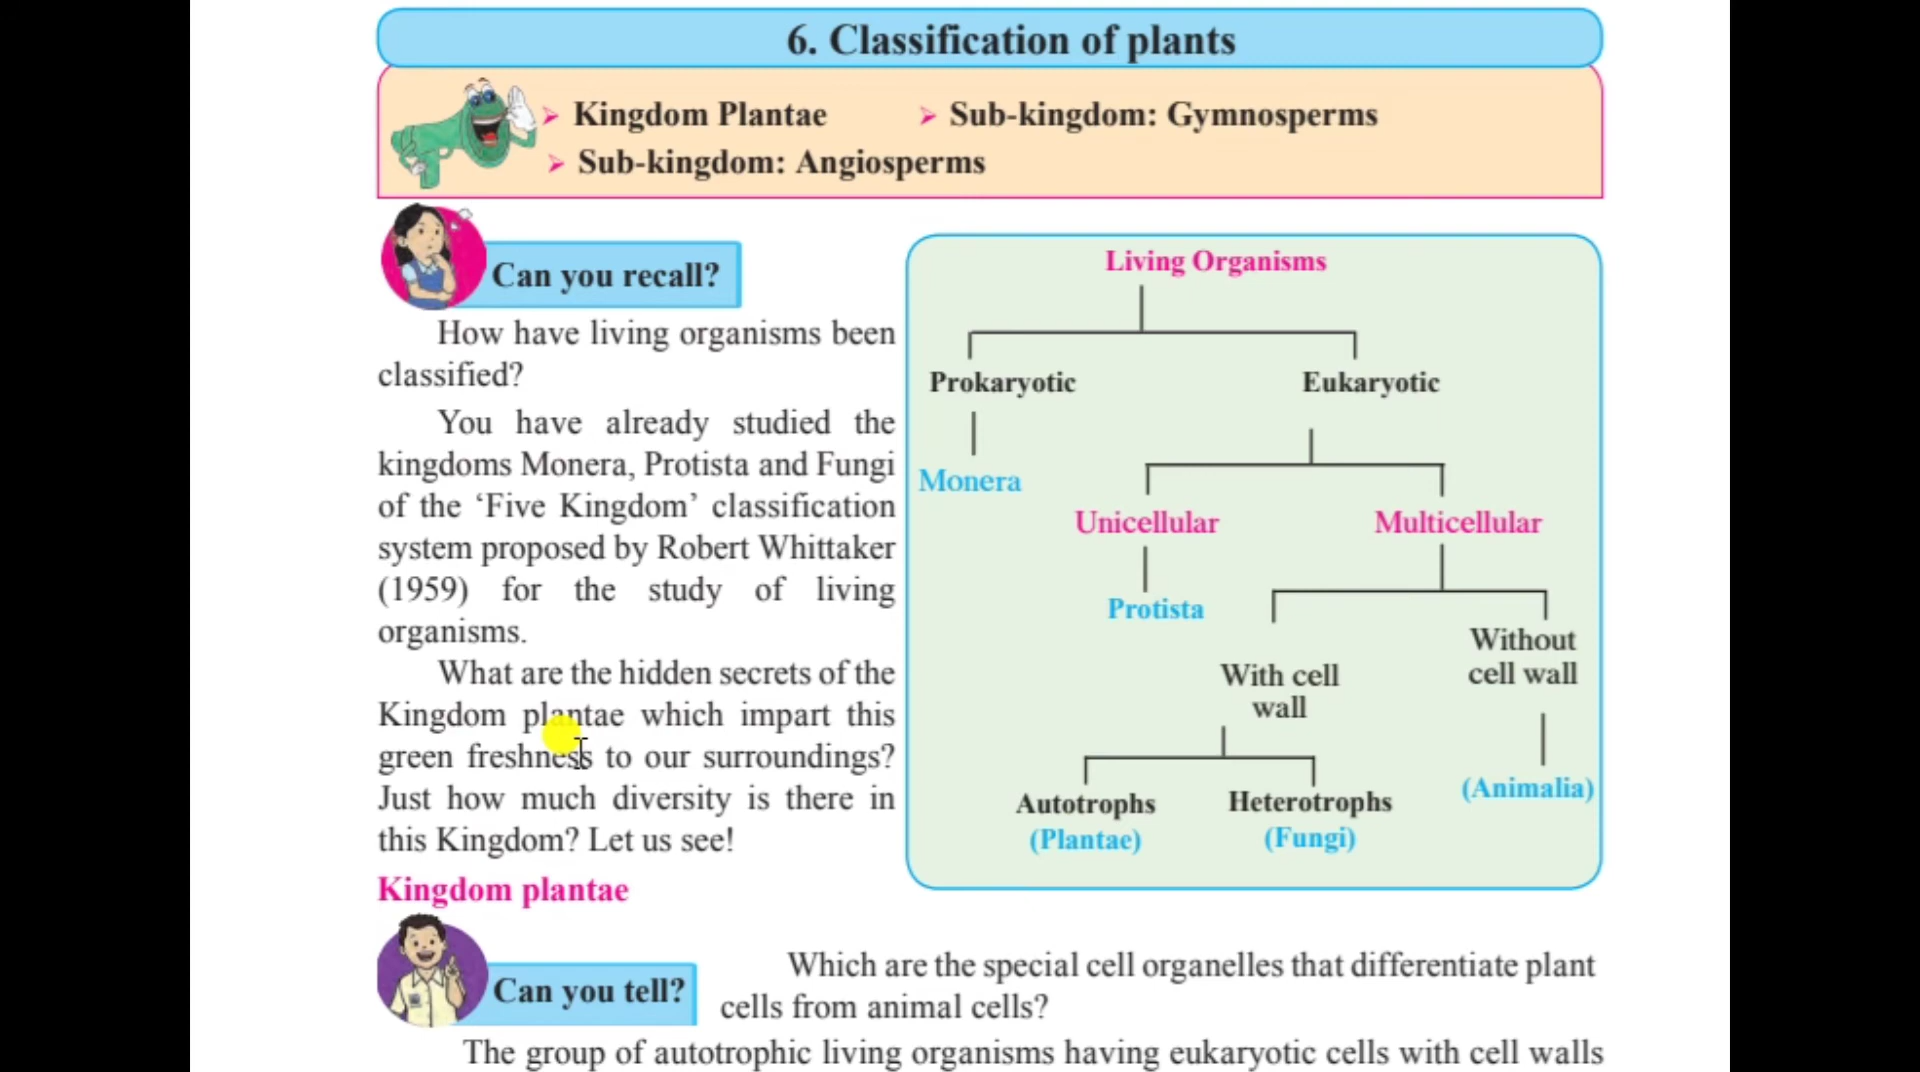 6. Classification of plants
➢ Kingdom Plantae ➢ Sub-kingdom: Gymnosperms
➢ Sub-kingdom: Angiosperms
Can you recall?
How have living organisms been
classified?
You have already studied the
kingdoms Monera, Protista and Fungi
of the ‘Five Kingdom’ classification
system proposed by Robert Whittaker
(1959) for the study of living
organisms.
What are the hidden secrets of the
Kingdom plantae which impart this
green freshness to our surroundings?
Just how much diversity is there in
this Kingdom? Let us see!
Living Organisms
Prokaryotic Eukaryotic
Monera
Unicellular Multicellular
Protista
With cell
wall
Without
cell wall
Autotrophs
(Plantae)
Heterotrophs
(Fungi)
(Animalia)
Kingdom plantae
Can you tell?
Which are the special cell organelles that differentiate plant
cells from animal cells?
The group of autotrophic living organisms having eukaryotic cells with cell walls